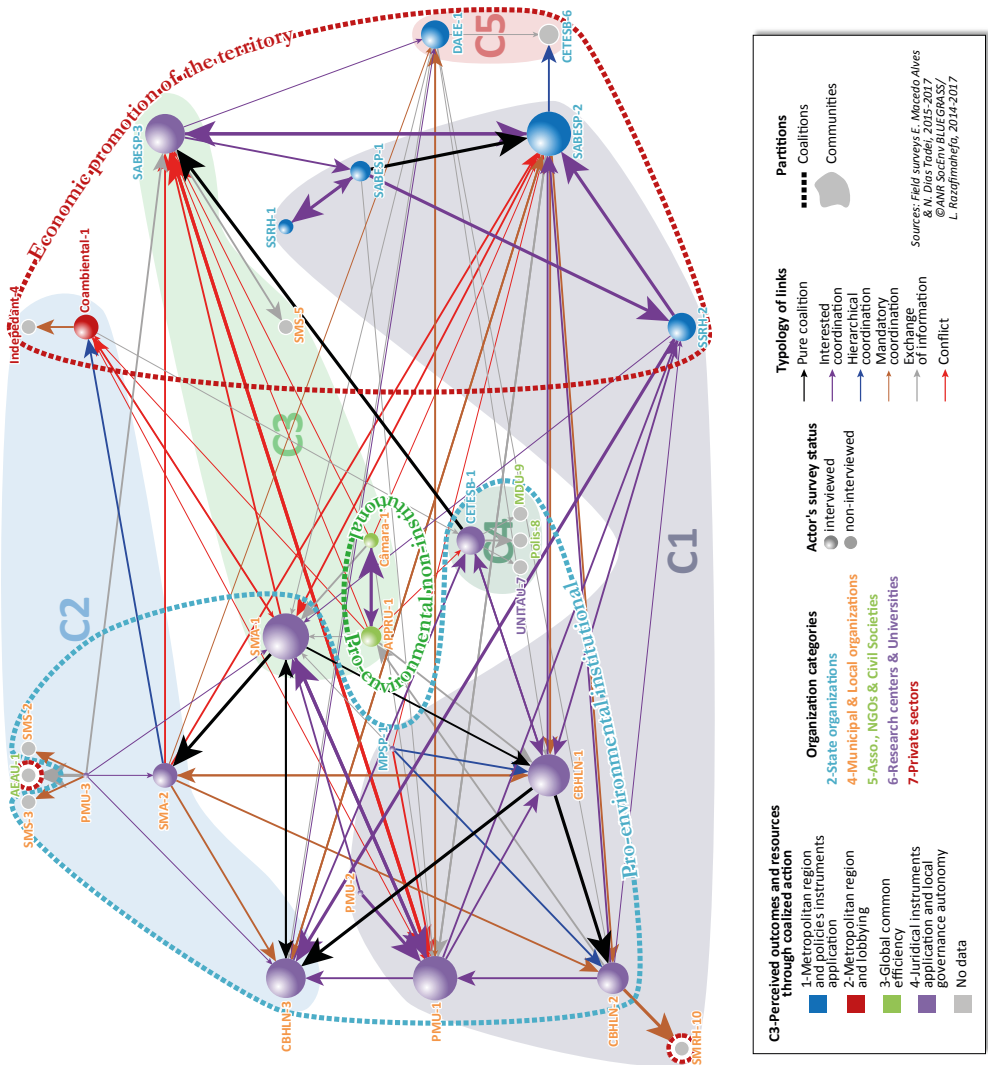 Economic promotion of the territory
Pro-environmental institutional
Pro-environmental non-institutional
C1
C2
C3
C4
C5
DAEE-1
CETESB-6
SABESP-3
SABESP-1
SABESP-2
SSRH-1
SSRH-2
Indepedant-4
Coambiental-1
SMS-5
CETESB-1
MDU-9
Pólis-8
UNITAU-7
Câmara-1
APPRU-1
SMA-1
MPSP-1
SMS-2
AEAU-1
SMS-3
PMU-3
SMA-2
CBHLN-1
PMU-2
CBHLN-3
PMU-1
CBHLN-2
SMRH-10
C3-Perceived outcomes and resources
through coalized action
1-Metropolitan region
and policies instruments
application
2-Metropolitan region
and lobbying
3-Global common
efficiency
4-Juridical instruments
application and local
governance autonomy
No data
Organization categories
2-State organizations
4-Municipal & Local organizations
5-Asso., NGOs & Civil Societies
6-Research centers & Universities
7-Private sectors
Actor's survey status
interviewed
non-interviewed
Typology of links
Pure coalition
Interested
coordination
Hierarchical
coordination
Mandatory
coordination
Exchange
of information
Conflict
Partitions
Coalitions
Communities
Sources: Field surveys E. Macedo Alves
& N. Dias Tadei, 2015-2017
©ANR SocEnv BLUEGRASS/
L. Razafimahefa, 2014-2017